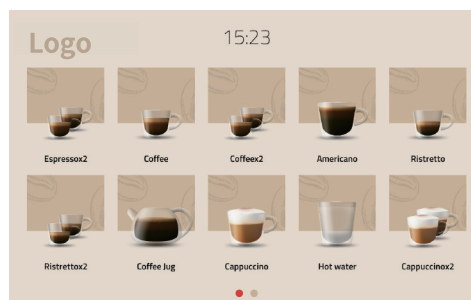 Logo
15:23
Espressox2
Coffee
Coffeex2
Americano
Ristretto
Ristrettox2
Coffee Jug
Cappuccino
Hot water
Cappuccinox2